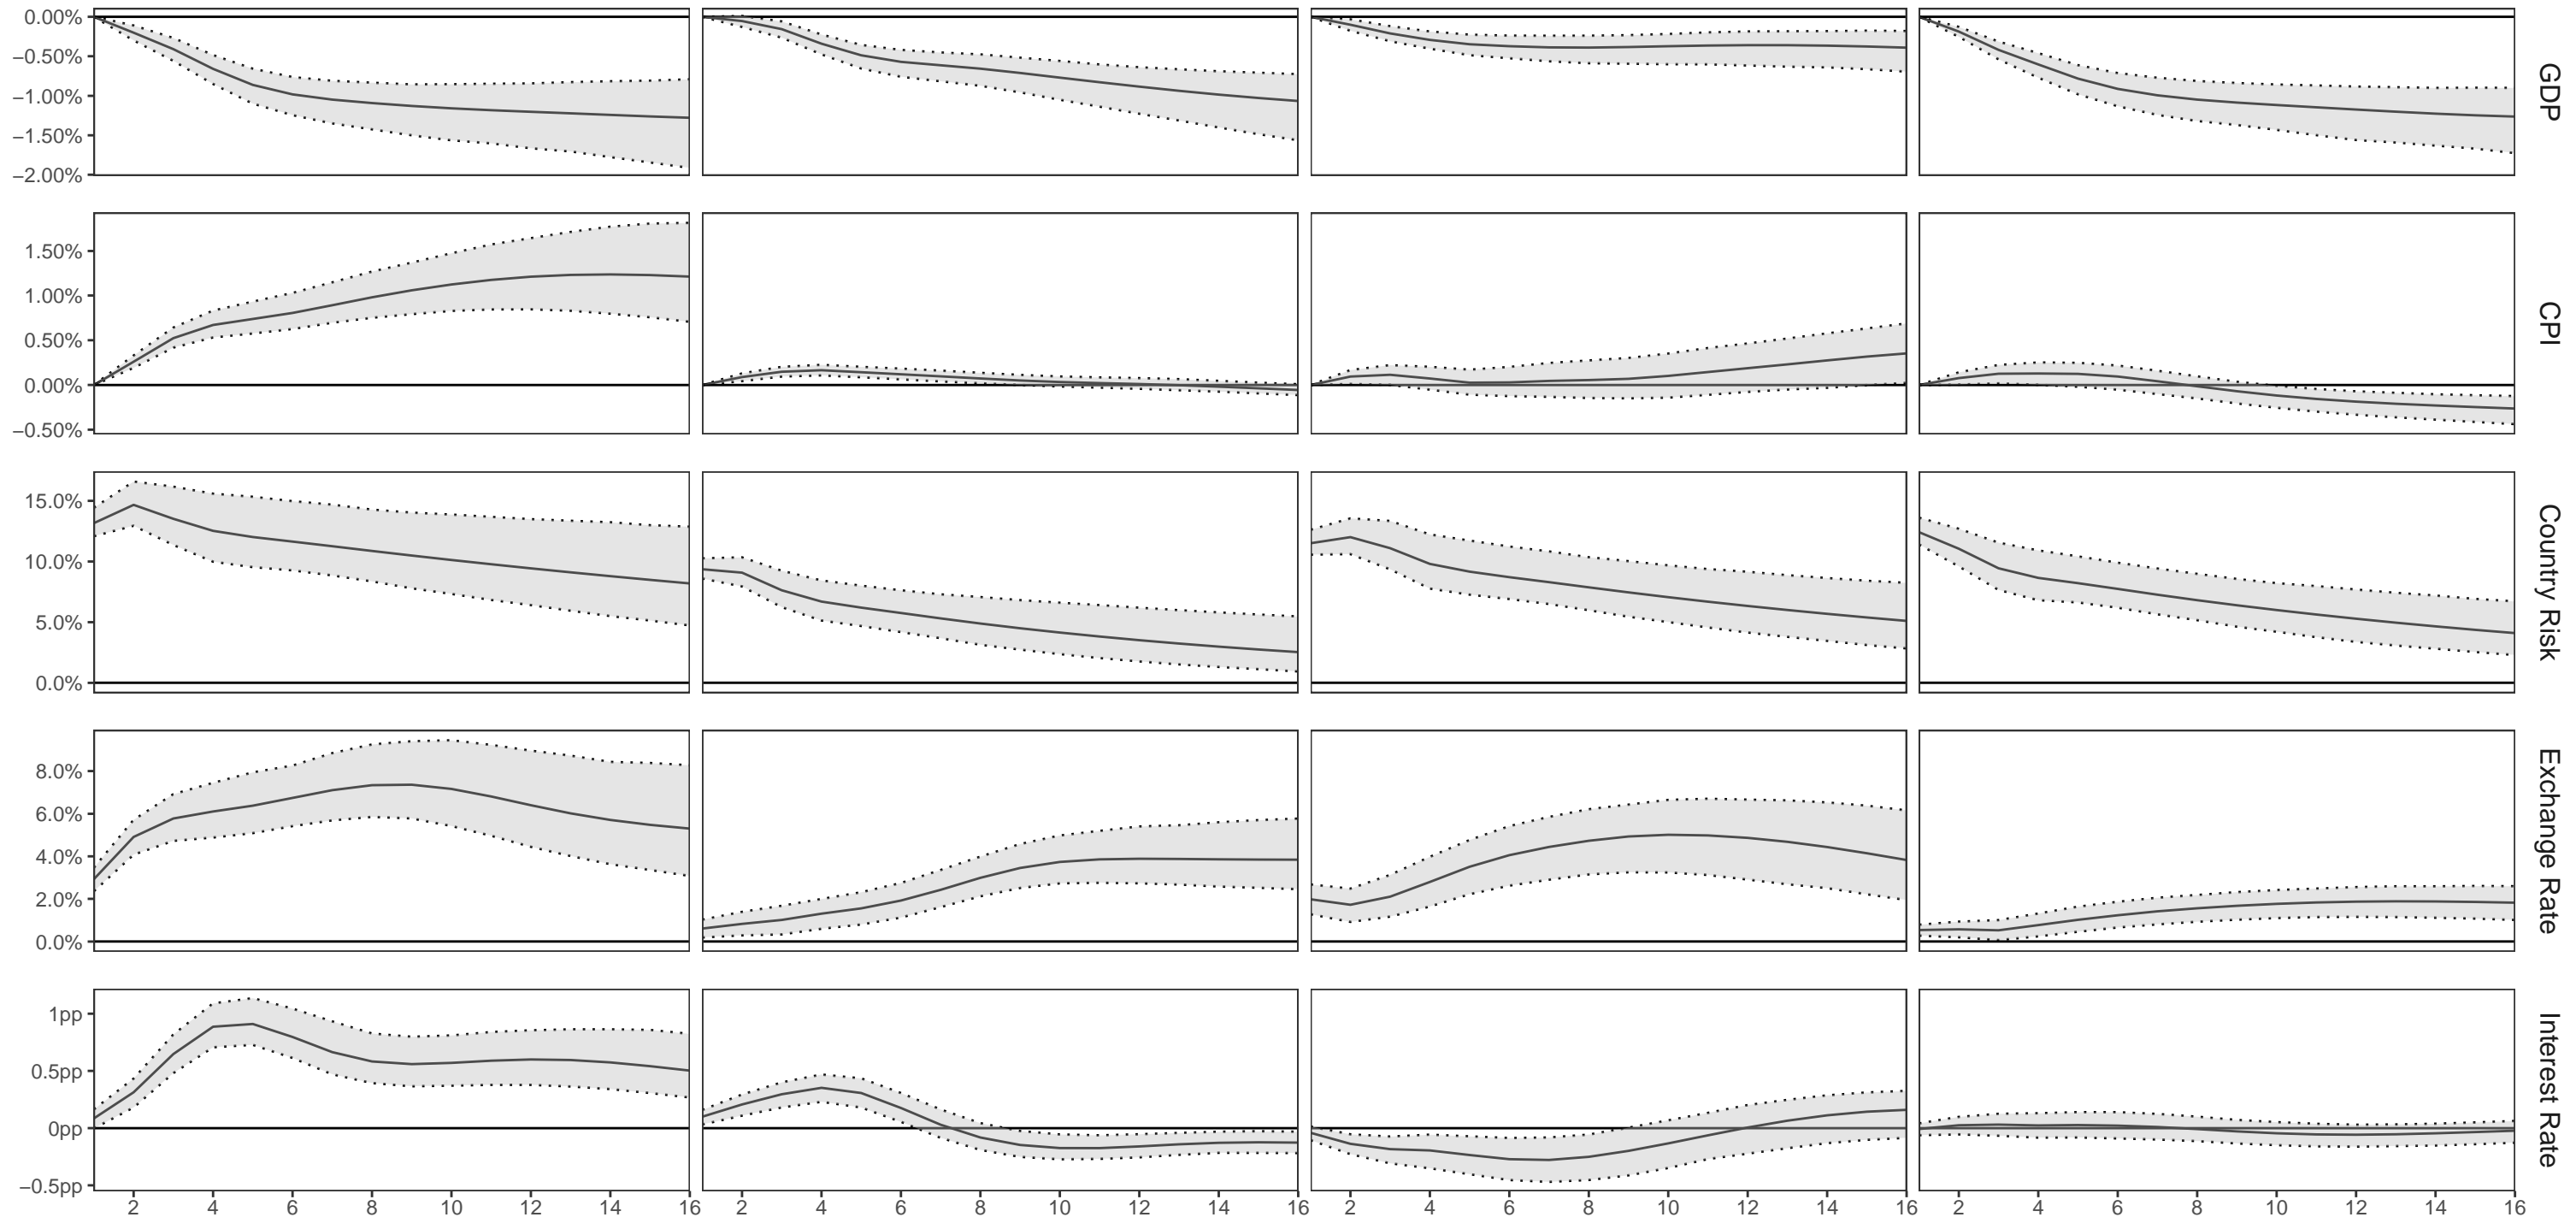 0.00%
−0.50%
−1.00%
−1.50%
−2.00%
GDP
1.50%
1.00%
0.50%
0.00%
−0.50%
CPI
15.0%
10.0%
5.0%
0.0%
Country Risk
8.0%
6.0%
4.0%
2.0%
0.0%
Exchange Rate
1pp
0.5pp
0pp
−0.5pp
Interest Rate
2 4 6 8 10 12 14 16 2 4 6 8 10 12 14 16 2 4 6 8 10 12 14 16 2 4 6 8 10 12 14 16